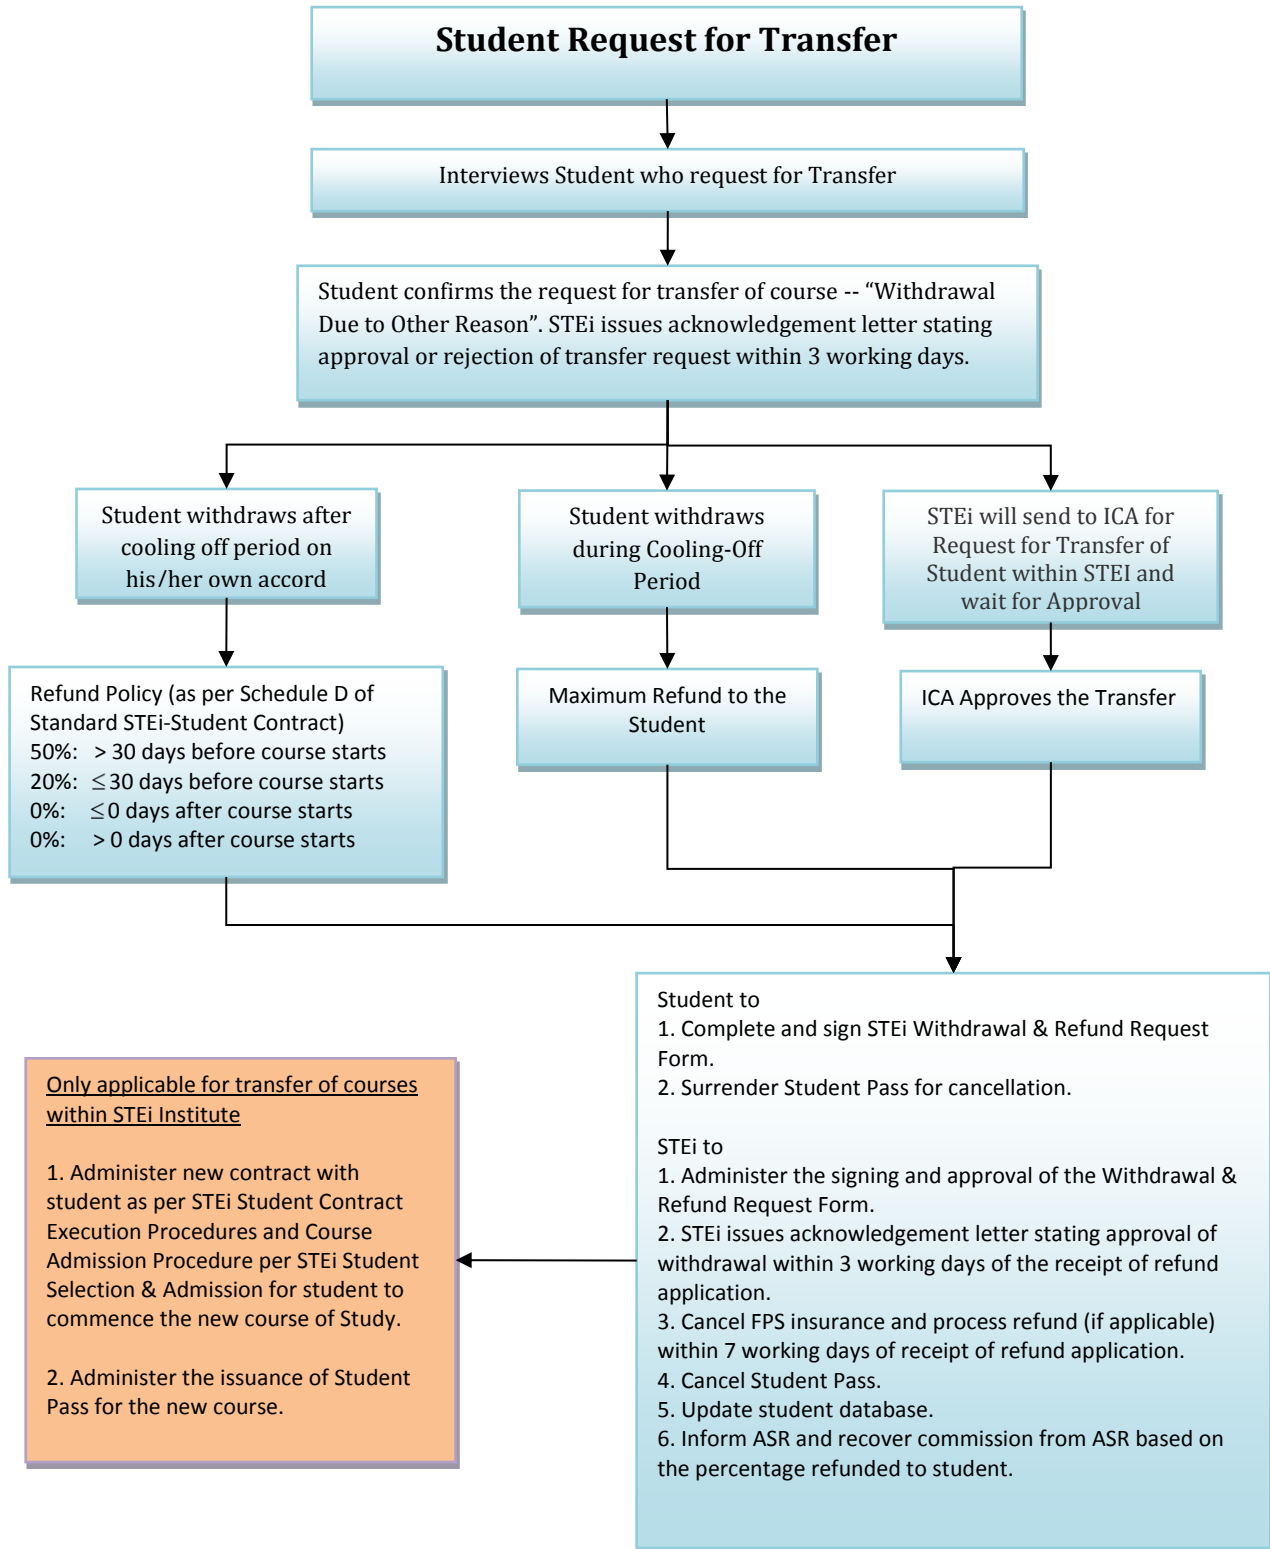 Student Request for Transfer
Interviews Student who request for Transfer
Student confirms the request for transfer of course -- “Withdrawal
Due to Other Reason”. STEi issues acknowledgement letter stating
approval or rejection of transfer request within 3 working days.
Student withdraws after
cooling off period on
his/her own accord
Student withdraws
during Cooling-Off
Period
STEi will send to ICA for
Request for Transfer of
Student within STEI and
wait for Approval
Refund Policy (as per Schedule D of
Standard STEi-Student Contract)
50%: > 30 days before course starts
20%: ≤ 30 days before course starts
0%: ≤ 0 days after course starts
0%: > 0 days after course starts
Maximum Refund to the
Student
ICA Approves the Transfer
Student to
1. Complete and sign STEi Withdrawal & Refund Request
Form.
2. Surrender Student Pass for cancellation.
STEi to
1. Administer the signing and approval of the Withdrawal &
Refund Request Form.
2. STEi issues acknowledgement letter stating approval of
withdrawal within 3 working days of the receipt of refund
application.
3. Cancel FPS insurance and process refund (if applicable)
within 7 working days of receipt of refund application.
4. Cancel Student Pass.
5. Update student database.
6. Inform ASR and recover commission from ASR based on
the percentage refunded to student.
Only applicable for transfer of courses
within STEi Institute
1. Administer new contract with
student as per STEi Student Contract
Execution Procedures and Course
Admission Procedure per STEi Student
Selection & Admission for student to
commence the new course of Study.
2. Administer the issuance of Student
Pass for the new course.